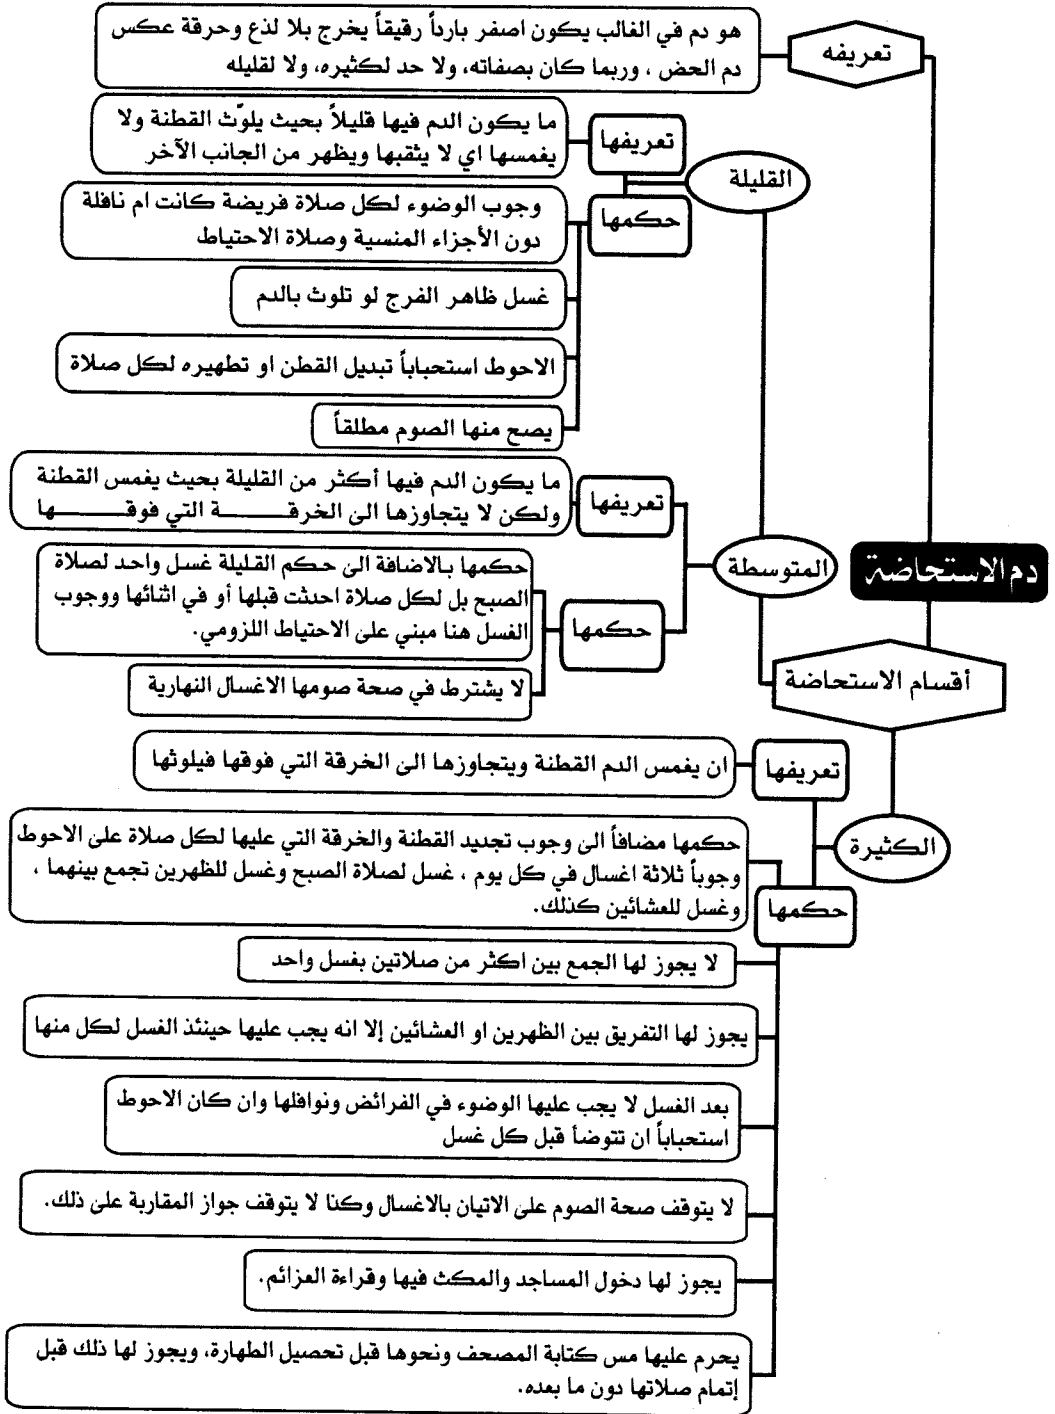 دم الاستحاضة
تعريفه
هو دم في الغالب يكون اصفر بارداً رقيقاً يخرج بلا لذع وحرقة عكس
دم الحض ، وربما كان بصفاته، ولا حد لكثيره، ولا لقليله
أقسام الاستحاضة
القليلة
تعريفها
ما يكون الدم فيها قليلاً بحيث يلوّث القطنة ولا
يغمسها اي لا يثقبها ويظهر من الجانب الآخر
حكمها
وجوب الوضوء لكل صلاة فريضة كانت ام نافلة
دون الأجزاء المنسية وصلاة الاحتياط
غسل ظاهر الفرج لو تلوث بالدم
الاحوط استحباباً تبديل القطن او تطهيره لكل صلاة
يصح منها الصوم مطلقاً
المتوسطة
تعريفها
ما يكون الدم فيها أكثر من القليلة بحيث يغمس القطنة
ولكن لا يتجاوزها الى الخرقــــــة التي فوقــــــها
حكمها
حكمها بالاضافة الى حكم القليلة غسل واحد لصلاة
الصبح بل لكل صلاة احدثت قبلها أو في اثنائها ووجوب
الغسل هنا مبني على الاحتياط اللزومي.
لا يشترط في صحة صومها الاغسال النهارية
الكثيرة
تعريفها
ان يغمس الدم القطنة ويتجاوزها الى الخرقة التي فوقها فيلوثها
حكمها
حكمها مضافاً الى وجوب تجديد القطنة والخرقة التي عليها لكل صلاة على الاحوط
وجوباً ثلاثة اغسال في كل يوم ، غسل لصلاة الصبح وغسل للظهرين تجمع بينهما ،
وغسل للعشائين كذلك.
لا يجوز لها الجمع بين اكثر من صلاتين بغسل واحد
يجوز لها التفريق بين الظهرين او العشائين إلا انه يجب عليها حينئذ الغسل لكل منها
بعد الغسل لا يجب عليها الوضوء في الفرائض ونوافلها وان كان الاحوط
استحباباً ان تتوضأ قبل كل غسل
لا يتوقف صحة الصوم على الاتيان بالاغسال وكنا لا يتوقف جواز المقاربة على ذلك.
يجوز لها دخول المساجد والمكث فيها وقراءة العزائم.
يحرم عليها مس كتابة المصحف ونحوها قبل تحصيل الطهارة، ويجوز لها ذلك قبل
إتمام صلاتها دون ما بعده.